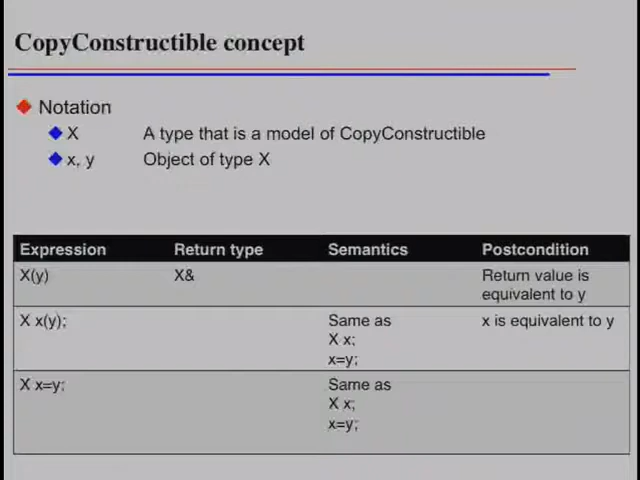 CopyConstructible concept
Notation
X A type that is a model of CopyConstructible
x, y Object of type X
Expression Return type Semantics Postcondition
X(y) X& Return value is
equivalent to y
X x(y); Same as x is equivalent to y
X x;
x=y;
X x=y; Same as
X x;
x=y;